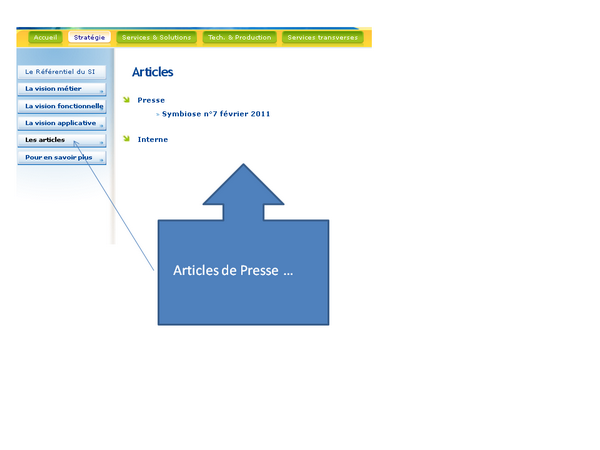 Accueil Stratégie Services & Solutions Tech. & Production Services transverses
Le Référentiel du SI
La vision métier
La vision fonctionnelle
La vision applicative
Les articles
Pour en savoir plus
Articles
Presse
Symbiose n°7 février 2011
Interne
Articles de Presse ...